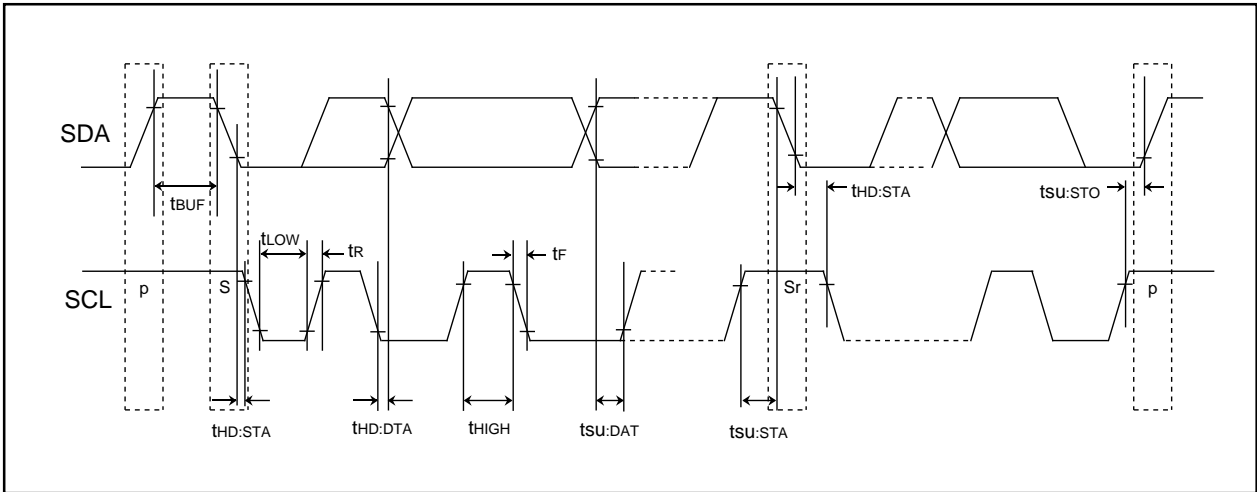 SDA
tHD:STA tsu:STO
tBUF
tLOW tR tF
p S Sr p
SCL
tHD:STA tHD:DTA tHIGH tsu:DAT tsu:STA